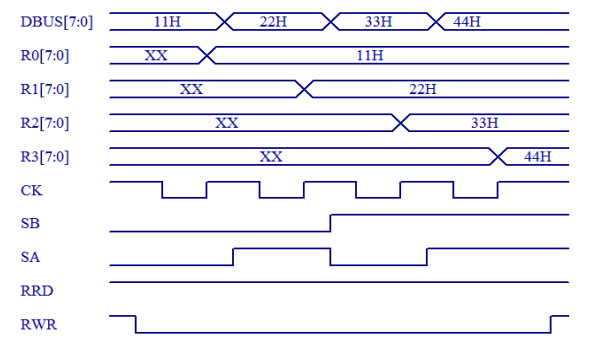 DBUS[7:0] 11H 22H 33H 44H
R0[7:0] XX 11H
R1[7:0] XX 22H
R2[7:0] XX 33H
R3[7:0] XX 44H
CK
SB
SA
RRD
RWR